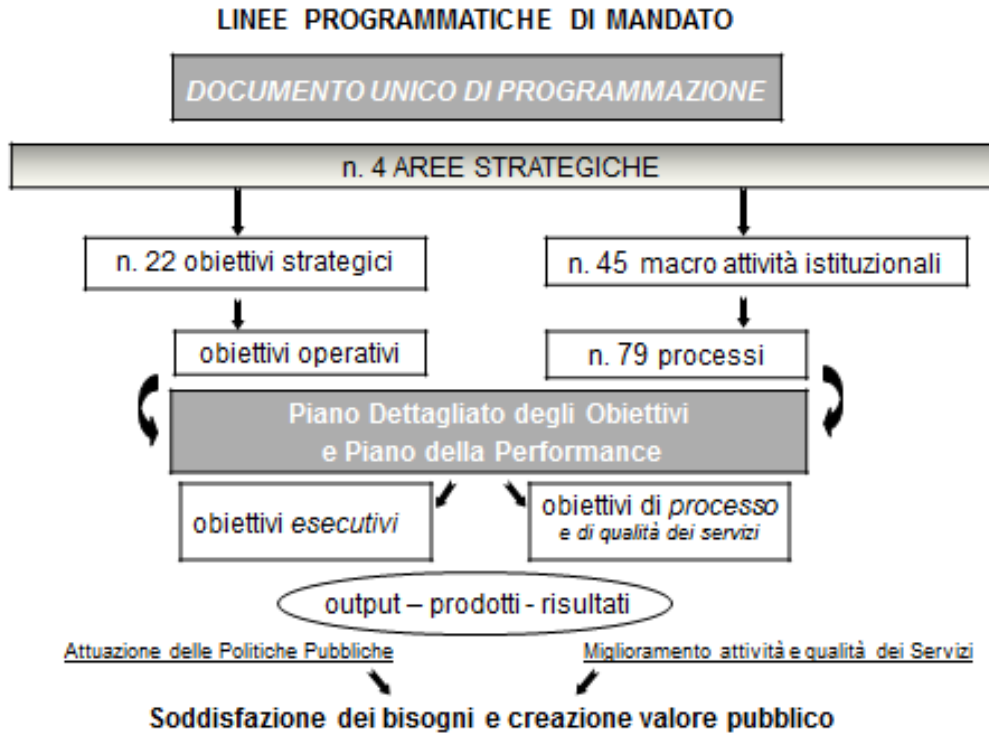 LINEE PROGRAMMATICHE DI MANDATO
DOCUMENTO UNICO DI PROGRAMMAZIONE
n. 4 AREE STRATEGICHE
n. 22 obiettivi strategici
n. 45 macro attività istituzionali
obiettivi operativi
n. 79 processi
Piano Dettagliato degli Obiettivi
e Piano della Performance
obiettivi esecutivi
obiettivi di processo
e di qualità dei servizi
output – prodotti - risultati
Attuazione delle Politiche Pubbliche
Miglioramento attività e qualità dei Servizi
Soddisfazione dei bisogni e creazione valore pubblico